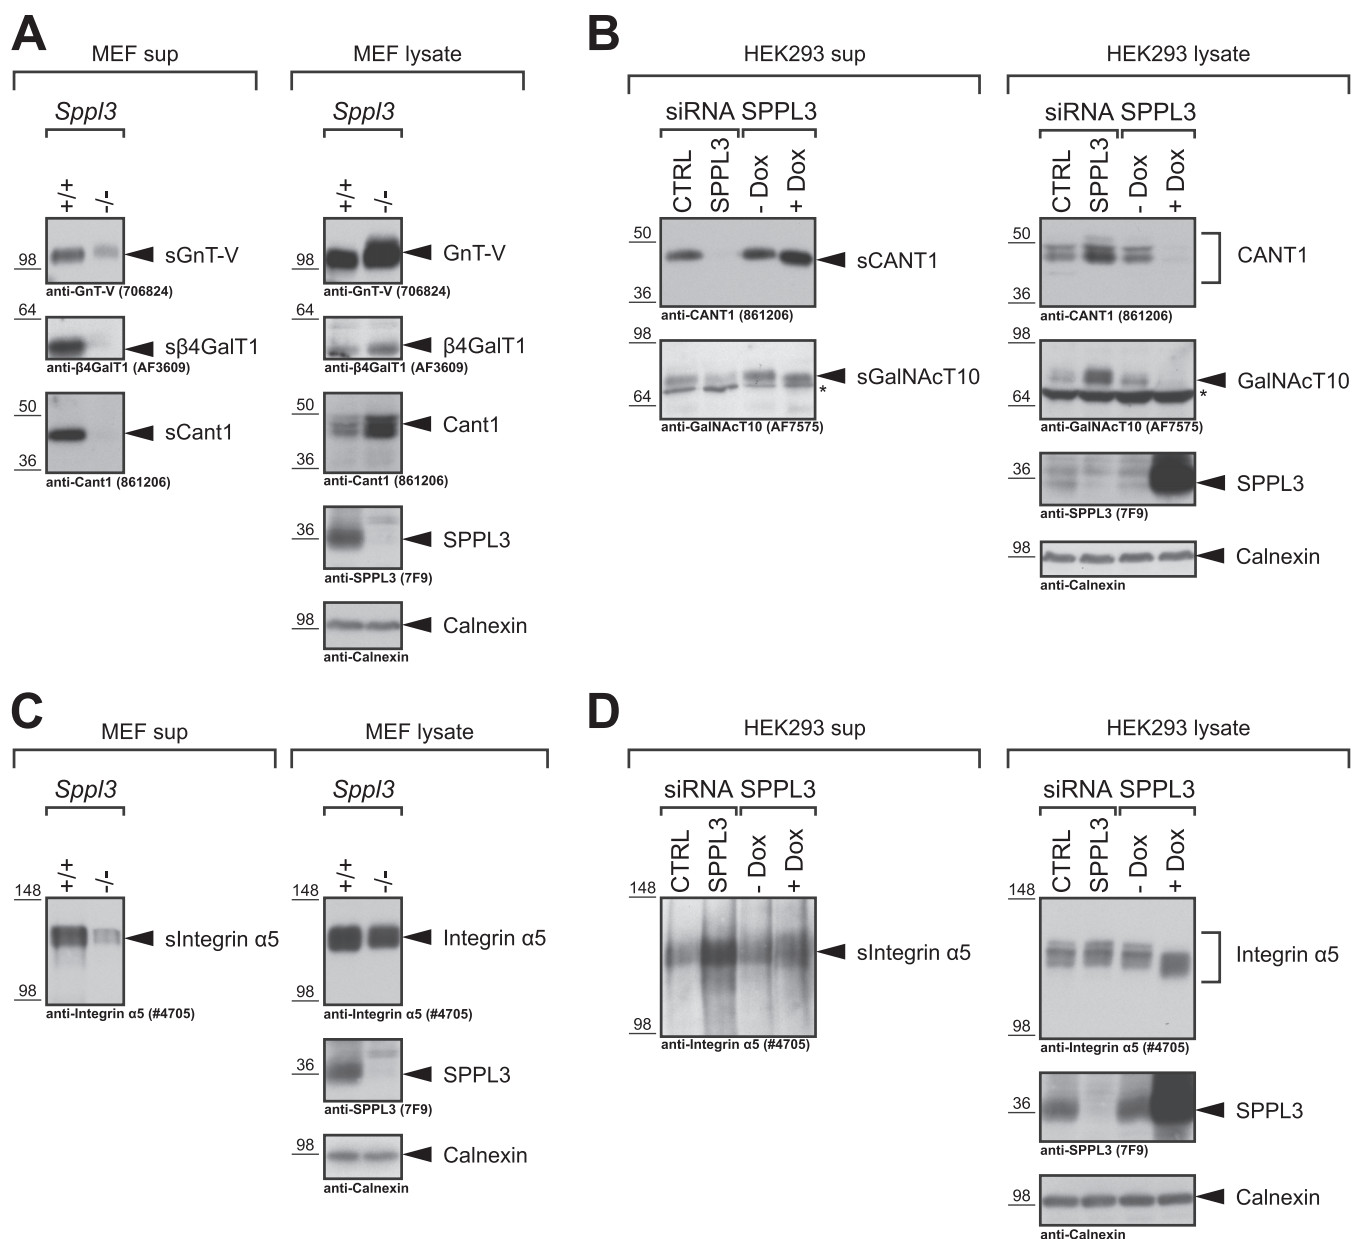 A
MEF sup
MEF lysate
Sppl3
Sppl3
+/+
-/-
+/+
-/-
98
sGnT-V
98
GnT-V
anti-GnT-V (706824)
anti-GnT-V (706824)
64
sβ4GalT1
64
β4GalT1
anti-β4GalT1 (AF3609)
anti-β4GalT1 (AF3609)
50
sCant1
36
50
Cant1
36
anti-Cant1 (861206)
anti-Cant1 (861206)
36
SPPL3
anti-SPPL3 (7F9)
98
Calnexin
anti-Calnexin
B
HEK293 sup
HEK293 lysate
siRNA SPPL3
siRNA SPPL3
CTRL
SPPL3
- Dox
+ Dox
CTRL
SPPL3
- Dox
+ Dox
50
sCANT1
36
50
CANT1
36
anti-CANT1 (861206)
anti-CANT1 (861206)
98
sGalNAcT10
*
64
98
GalNAcT10
*
64
anti-GalNAcT10 (AF7575)
anti-GalNAcT10 (AF7575)
36
SPPL3
anti-SPPL3 (7F9)
98
Calnexin
anti-Calnexin
C
MEF sup
MEF lysate
Sppl3
Sppl3
+/+
-/-
+/+
-/-
148
sIntegrin α5
98
148
Integrin α5
98
anti-Integrin α5 (#4705)
anti-Integrin α5 (#4705)
36
SPPL3
anti-SPPL3 (7F9)
98
Calnexin
anti-Calnexin
D
HEK293 sup
HEK293 lysate
siRNA SPPL3
siRNA SPPL3
CTRL
SPPL3
- Dox
+ Dox
CTRL
SPPL3
- Dox
+ Dox
148
sIntegrin α5
98
148
Integrin α5
98
anti-Integrin α5 (#4705)
anti-Integrin α5 (#4705)
36
SPPL3
anti-SPPL3 (7F9)
98
Calnexin
anti-Calnexin